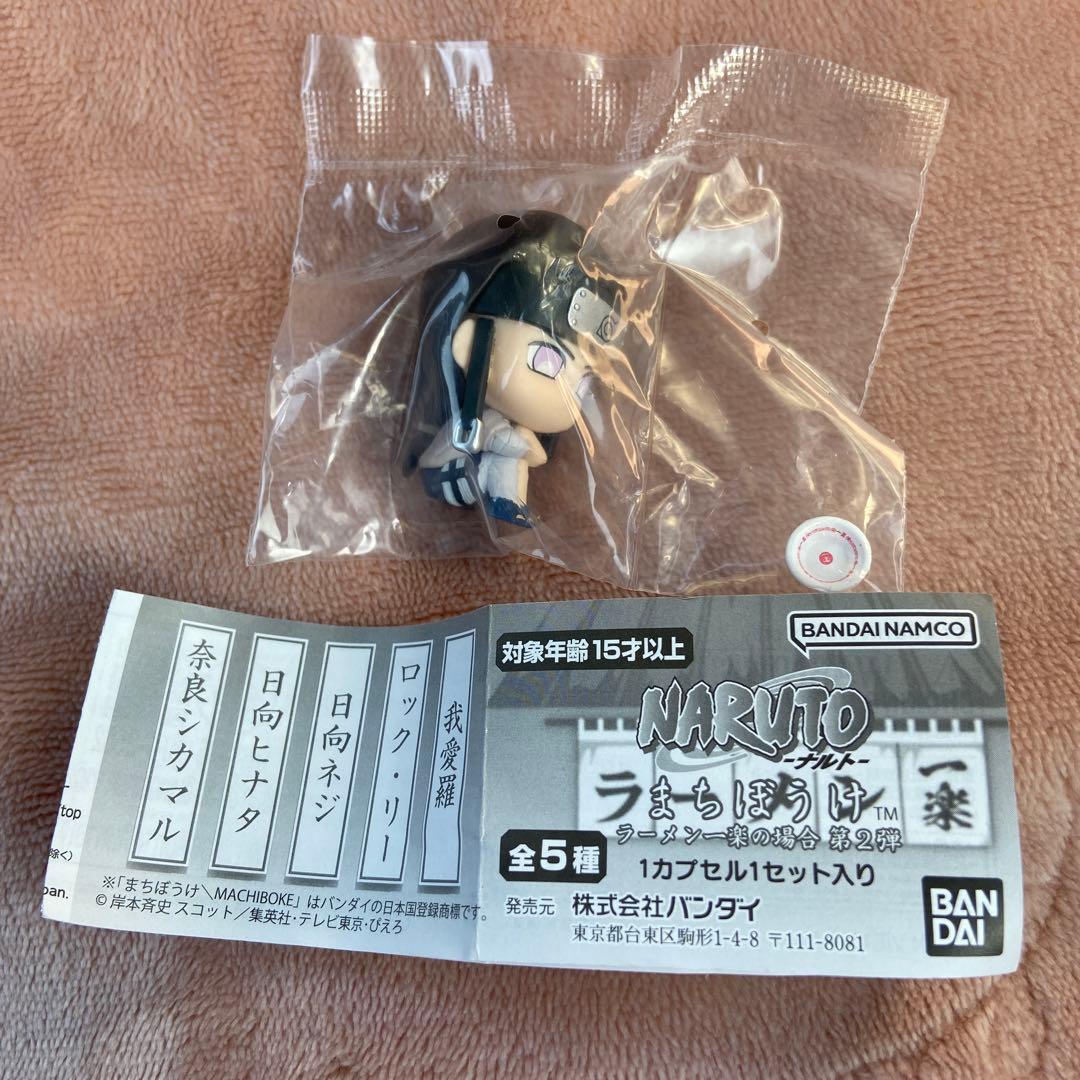 我愛羅
ロック・リー
日向ネジ
日向ヒナタ
奈良シカマル
top
除く）
pan.
※「まちぼうけ＼MACHIBOKE」はバンダイの日本国登録商標です。
© 岸本斉史 スコット／集英社・テレビ東京・ぴえろ
対象年齢 15才以上
BANDAI NAMCO
NARUTO
-ナルト-
一楽
まちぼうけ™
ラーメン一楽の場合 第2弾
全5種
1カプセル1セット入り
発売元 株式会社バンダイ
東京都台東区駒形1-4-8 〒111-8081
BAN
DAI